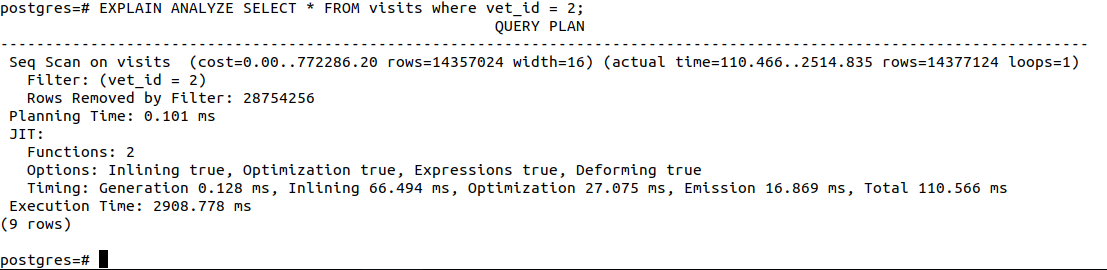 postgres=# EXPLAIN ANALYZE SELECT * FROM visits where vet_id = 2;
QUERY PLAN
-------------------------------------------------------------------------------------------------------------------------
Seq Scan on visits  (cost=0.00..772286.20 rows=14357024 width=16) (actual time=110.466..2514.835 rows=14377124 loops=1)
Filter: (vet_id = 2)
Rows Removed by Filter: 28754256
Planning Time: 0.101 ms
JIT:
Functions: 2
Options: Inlining true, Optimization true, Expressions true, Deforming true
Timing: Generation 0.128 ms, Inlining 66.494 ms, Optimization 27.075 ms, Emission 16.869 ms, Total 110.566 ms
Execution Time: 2908.778 ms
(9 rows)
postgres=#